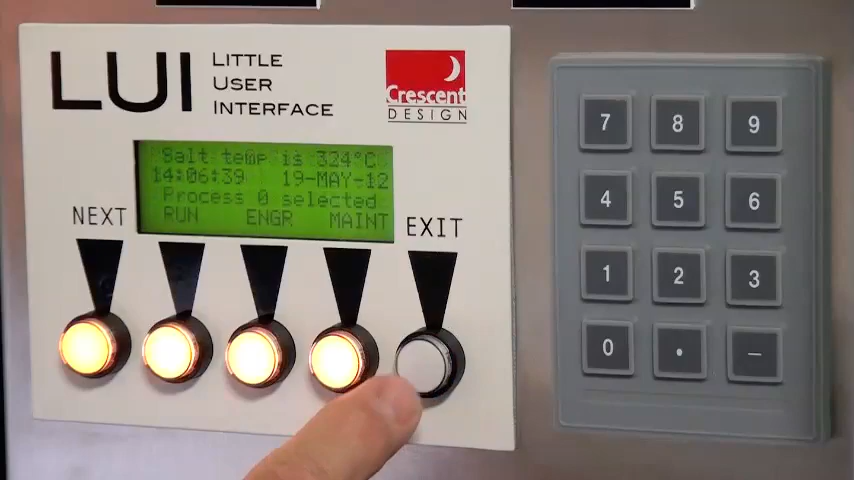 LUI
LITTLE
USER
INTERFACE
Crescent
DESIGN
Salt temp is 324°C
14:06:39 19-MAY-12
Process 0 selected
RUN ENGR MAINT
NEXT
EXIT
7 8 9
4 5 6
1 2 3
0 . –